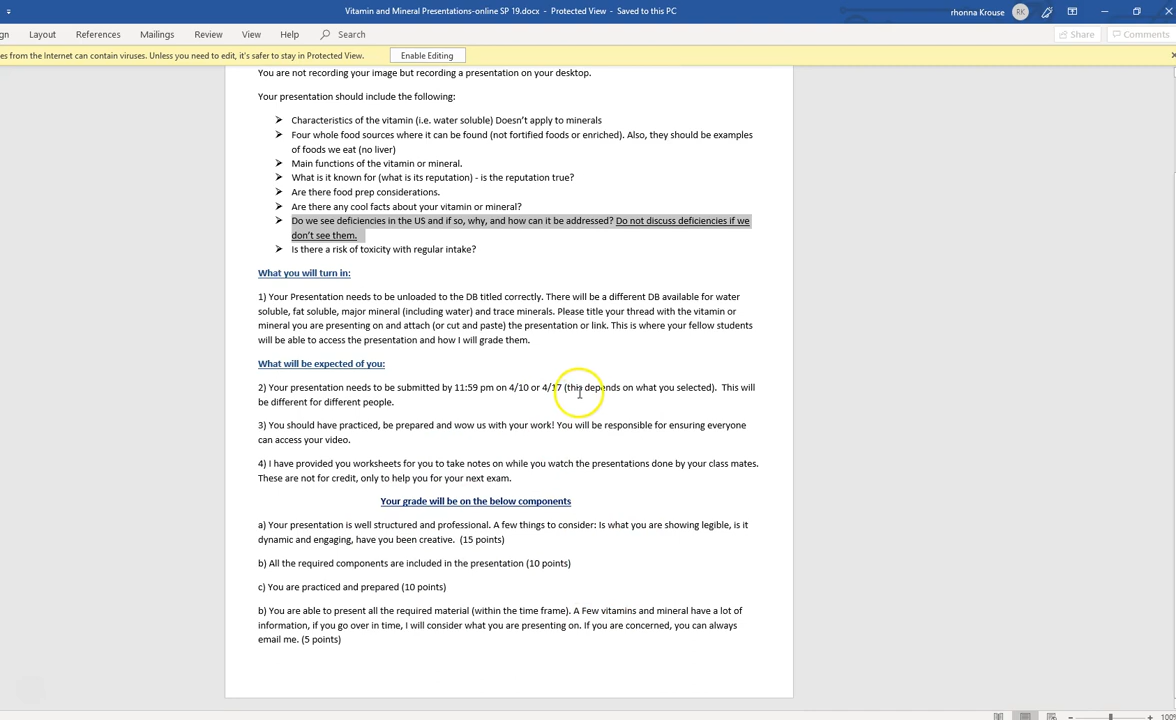 Vitamin and Mineral Presentations-online SP 19.docx - Protected View - Saved to this PC
rhonna Krouse RK
gn Layout References Mailings Review View Help Search Share Comments
es from the Internet can contain viruses. Unless you need to edit, it's safer to stay in Protected View. Enable Editing
You are not recording your image but recording a presentation on your desktop.
Your presentation should include the following:
Characteristics of the vitamin (i.e. water soluble) Doesn't apply to minerals
Four whole food sources where it can be found (not fortified foods or enriched). Also, they should be examples
of foods we eat (no liver)
Main functions of the vitamin or mineral.
What is it known for (what is its reputation) - is the reputation true?
Are there food prep considerations.
Are there any cool facts about your vitamin or mineral?
Do we see deficiencies in the US and if so, why, and how can it be addressed? Do not discuss deficiencies if we
don't see them.
Is there a risk of toxicity with regular intake?
What you will turn in:
1) Your Presentation needs to be unloaded to the DB titled correctly. There will be a different DB available for water
soluble, fat soluble, major mineral (including water) and trace minerals. Please title your thread with the vitamin or
mineral you are presenting on and attach (or cut and paste) the presentation or link. This is where your fellow students
will be able to access the presentation and how I will grade them.
What will be expected of you:
2) Your presentation needs to be submitted by 11:59 pm on 4/10 or 4/17 (this depends on what you selected). This will
be different for different people.
3) You should have practiced, be prepared and wow us with your work! You will be responsible for ensuring everyone
can access your video.
4) I have provided you worksheets for you to take notes on while you watch the presentations done by your class mates.
These are not for credit, only to help you for your next exam.
Your grade will be on the below components
a) Your presentation is well structured and professional. A few things to consider: Is what you are showing legible, is it
dynamic and engaging, have you been creative. (15 points)
b) All the required components are included in the presentation (10 points)
c) You are practiced and prepared (10 points)
b) You are able to present all the required material (within the time frame). A Few vitamins and mineral have a lot of
information, if you go over in time, I will consider what you are presenting on. If you are concerned, you can always
email me. (5 points)